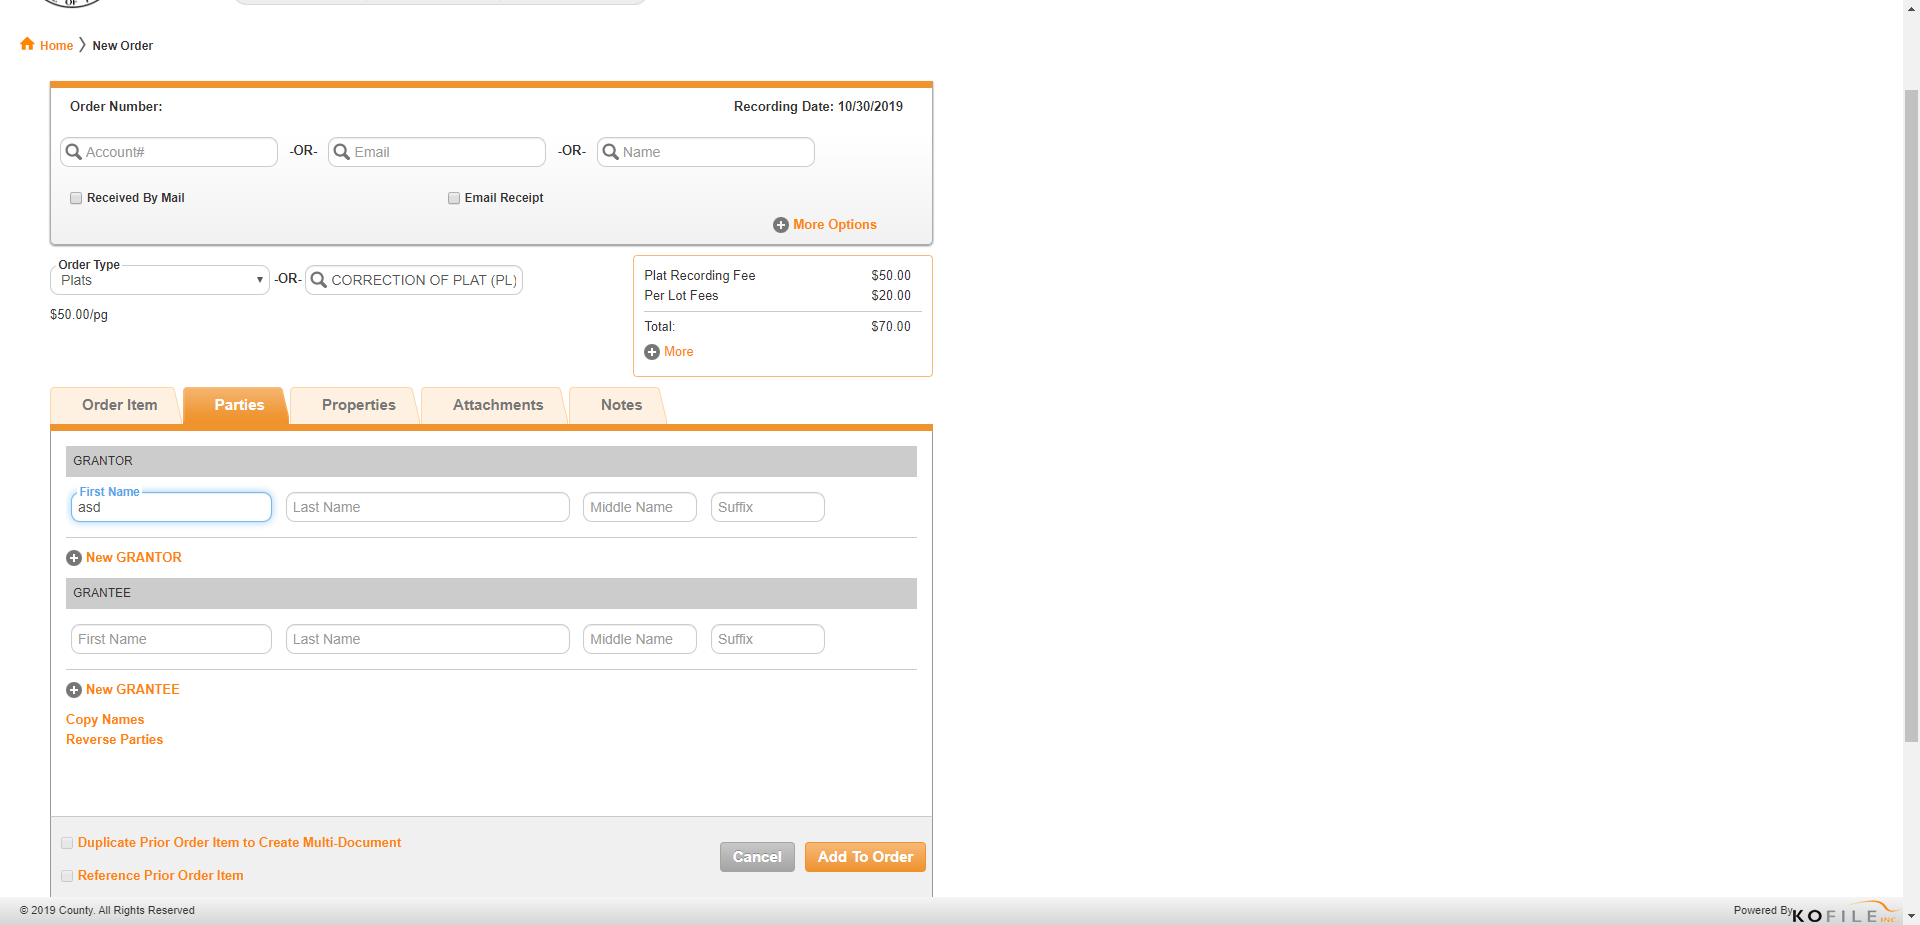 OF
Home New Order
Order Number: Recording Date: 10/30/2019
Account# -OR- Email -OR- Name
Received By Mail Email Receipt
More Options
Order Type
Plats -OR- CORRECTION OF PLAT (PL)
$50.00/pg
Plat Recording Fee $50.00
Per Lot Fees $20.00
Total: $70.00
More
Order Item Parties Properties Attachments Notes
GRANTOR
First Name
asd Last Name Middle Name Suffix
New GRANTOR
GRANTEE
First Name Last Name Middle Name Suffix
New GRANTEE
Copy Names
Reverse Parties
Duplicate Prior Order Item to Create Multi-Document
Cancel Add To Order
Reference Prior Order Item
© 2019 County. All Rights Reserved Powered By KOFILE INC.